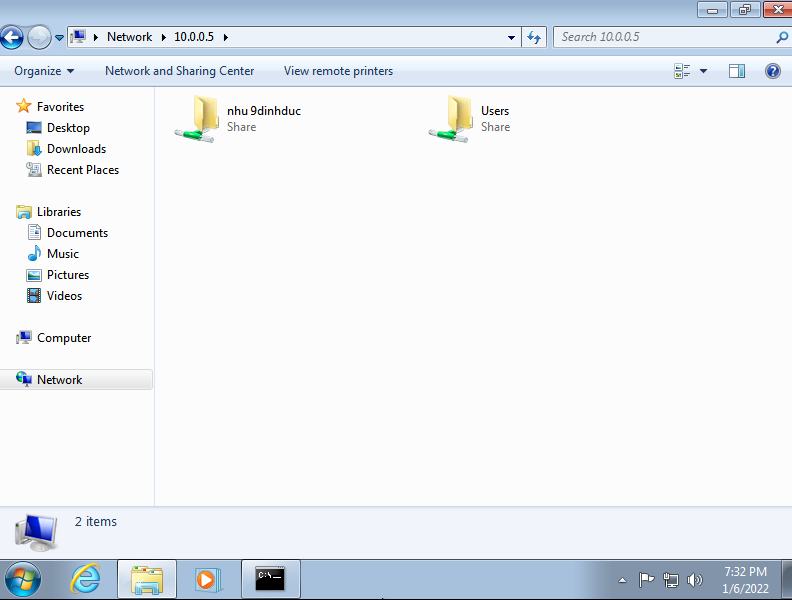 Network
10.0.0.5
Search 10.0.0.5
Organize
Network and Sharing Center
View remote printers
Favorites
Desktop
Downloads
Recent Places
Libraries
Documents
Music
Pictures
Videos
Computer
Network
nhu 9dinhduc
Share
Users
Share
2 items
C:\._
7:32 PM
1/6/2022